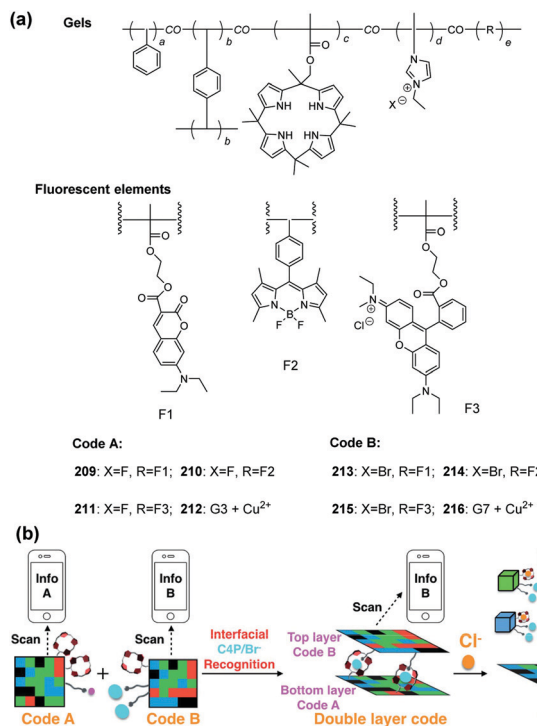 (a)
Gels
CO CO CO CO (R)
a b c d e
O O
X⊖ N N ⊕
NH HN
NH HN
b
Fluorescent elements
O O
O
O O
O O
N
F1
N N
B
F F
F2
O O
O
O
N ⊕
Cl⊖
O
N
F3
Code A:
209: X=F, R=F1; 210: X=F, R=F2
211: X=F, R=F3; 212: G3 + Cu2+
Code B:
213: X=Br, R=F1; 214: X=Br, R=F2
215: X=Br, R=F3; 216: G7 + Cu2+
(b)
Info A
Info B
Info B
Scan
Scan
Scan
+
Interfacial
C4P/Br-
Recognition
Top layer
Code B
Bottom layer
Code A
Cl-
Code A
Code B
Double layer code